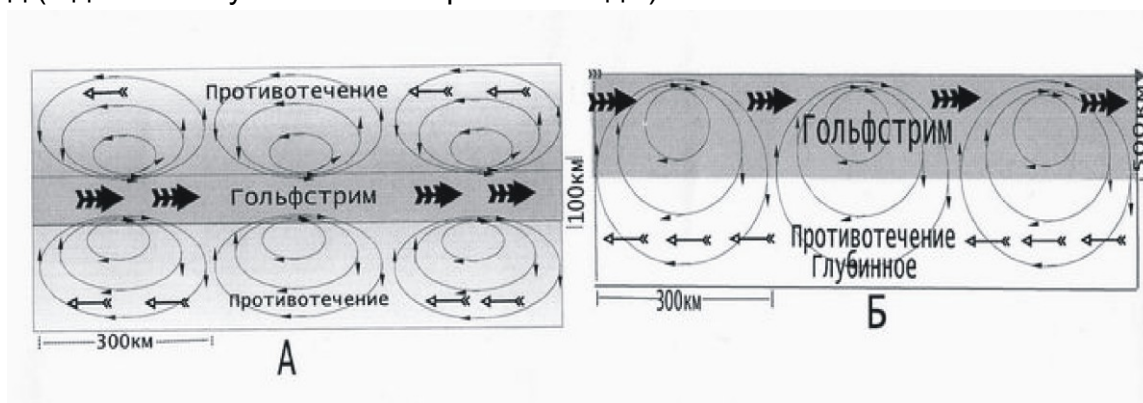 Противотечение
Гольфстрим
100км
Противотечение
300км
А
Гольфстрим
Противотечение
Глубинное
300км
Б